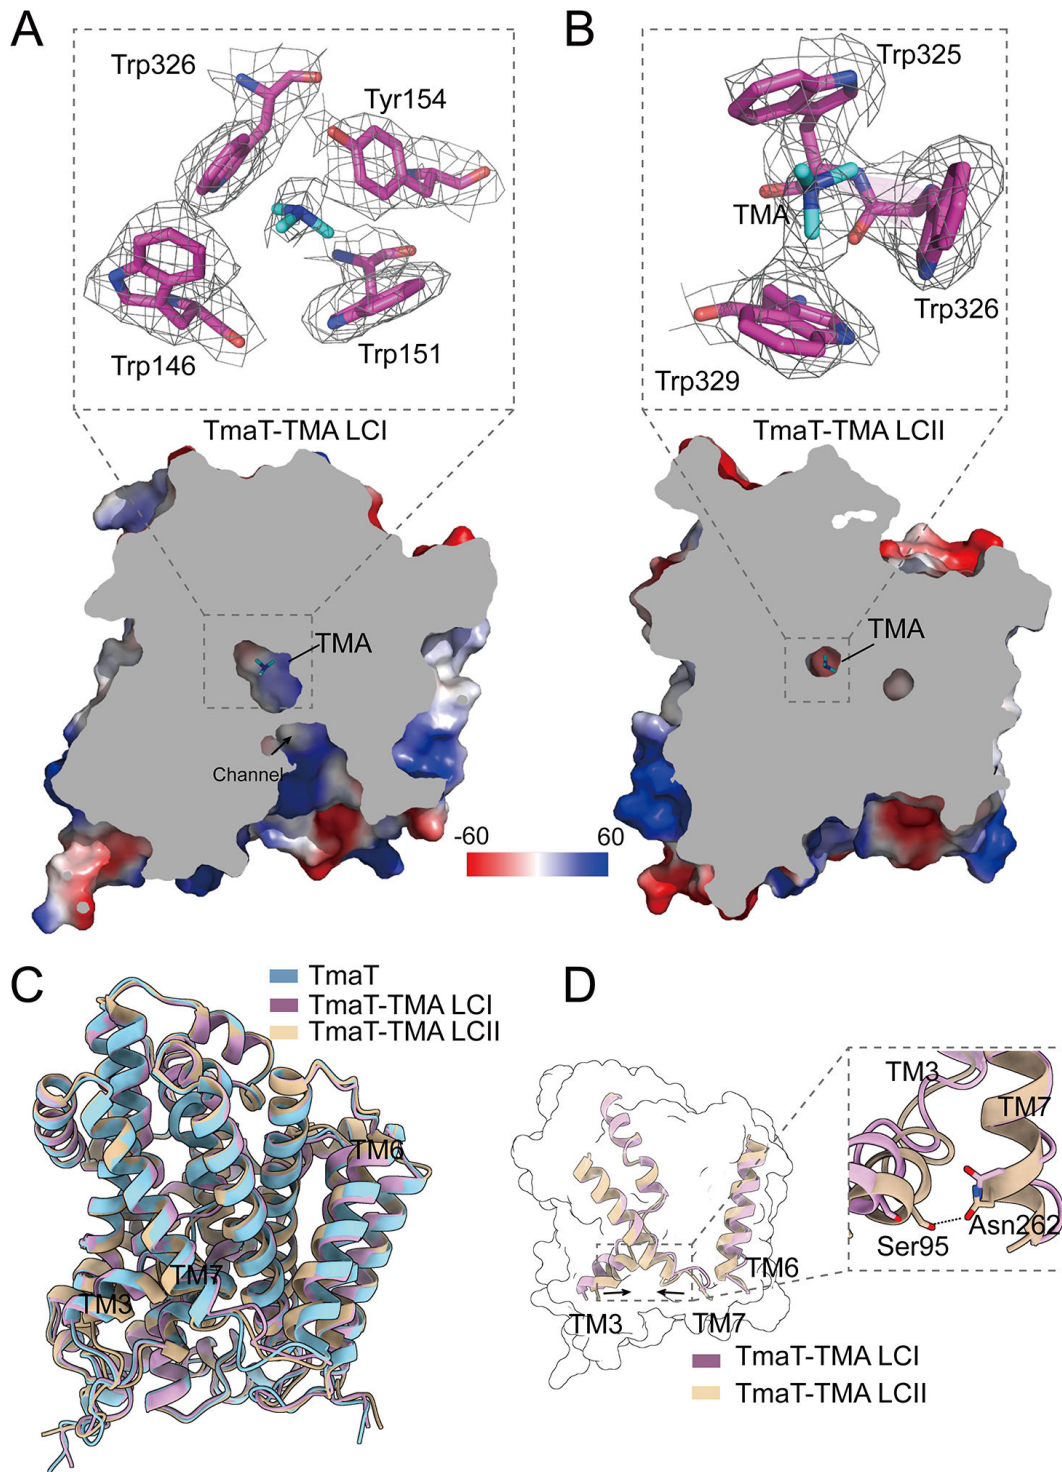 A
Trp326
Tyr154
Trp146
Trp151
TmaT-TMA LCI
TMA
Channel
B
Trp325
TMA
Trp326
Trp329
TmaT-TMA LCII
TMA
-60
60
C
TmaT
TmaT-TMA LCI
TmaT-TMA LCII
TM6
TM7
TM3
D
TM3
TM7
Asn262
Ser95
TM6
TM3
TM7
TmaT-TMA LCI
TmaT-TMA LCII